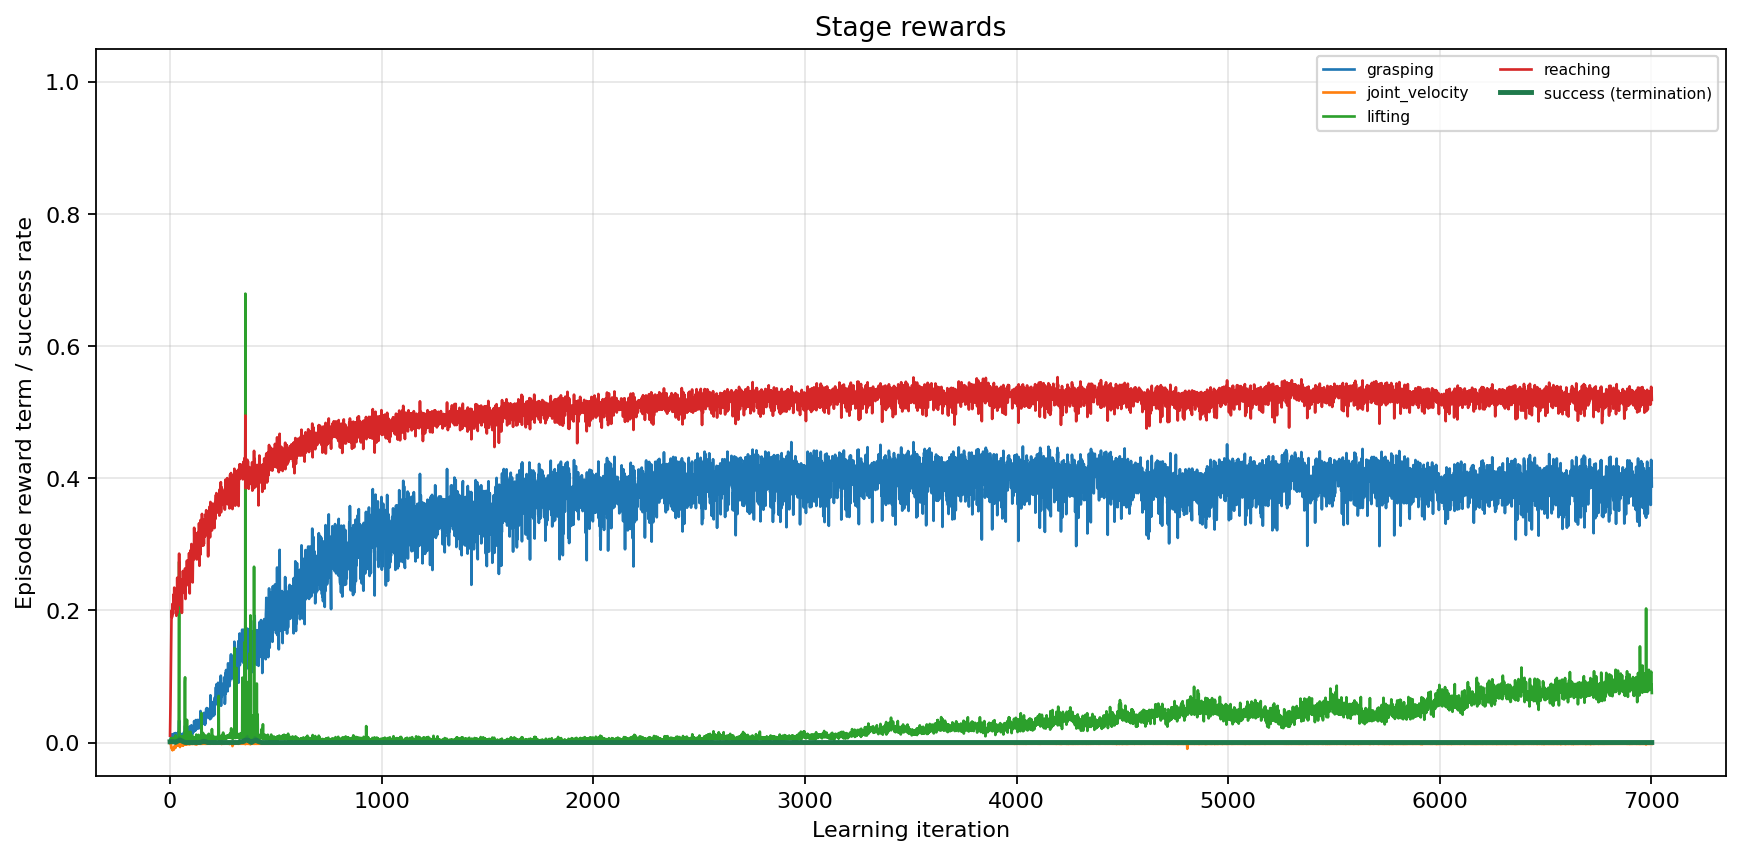 Stage rewards
grasping
joint_velocity
lifting
reaching
success (termination)
Episode reward term / success rate
1.0
0.8
0.6
0.4
0.2
0.0
0
1000
2000
3000
4000
5000
6000
7000
Learning iteration